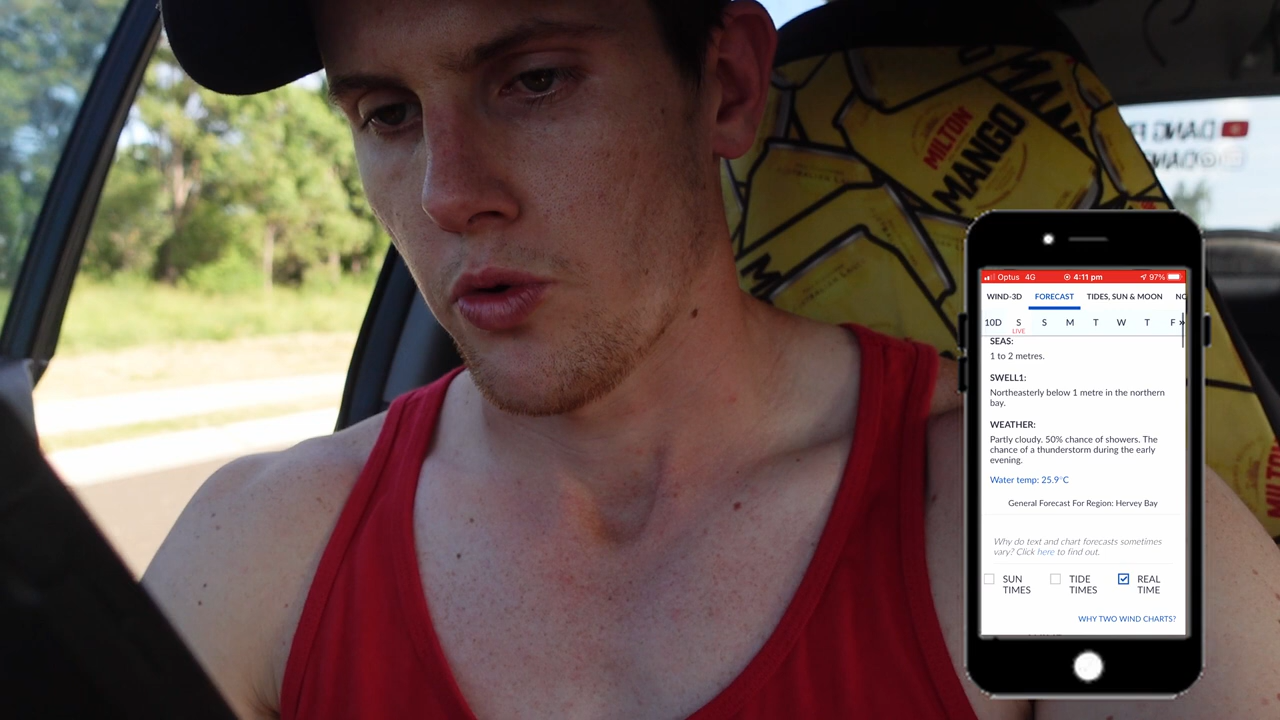 MILTON
MANGO
MAN
Optus 4G 4:11 pm 97%
WIND-3D FORECAST TIDES, SUN & MOON
10D S S M T W T F »
LIVE
SEAS:
1 to 2 metres.
SWELL1:
Northeasterly below 1 metre in the northern
bay.
WEATHER:
Partly cloudy. 50% chance of showers. The
chance of a thunderstorm during the early
evening.
Water temp: 25.9°C
General Forecast For Region: Hervey Bay
Why do text and chart forecasts sometimes
vary? Click here to find out.
SUN TIDE REAL
TIMES TIMES TIME
WHY TWO WIND CHARTS?